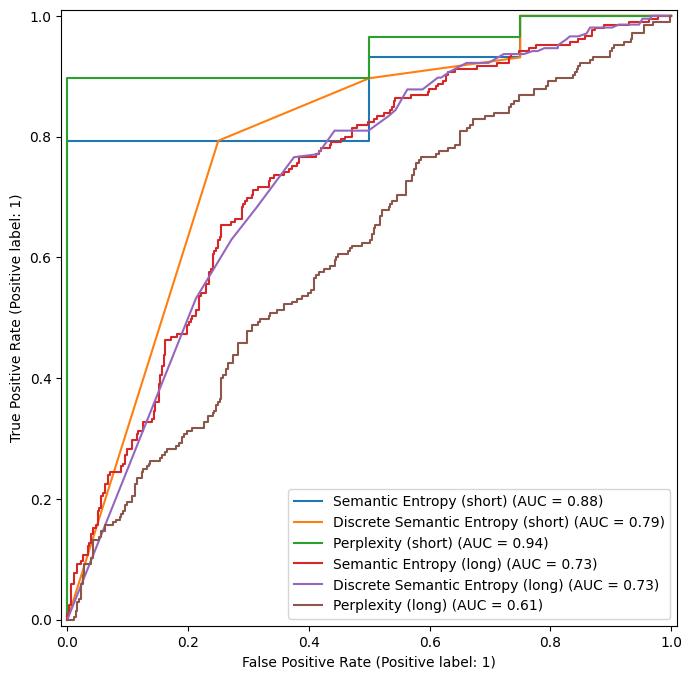 1.0
0.8
0.6
0.4
0.2
0.0
True Positive Rate (Positive label: 1)
Semantic Entropy (short) (AUC = 0.88)
Discrete Semantic Entropy (short) (AUC = 0.79)
Perplexity (short) (AUC = 0.94)
Semantic Entropy (long) (AUC = 0.73)
Discrete Semantic Entropy (long) (AUC = 0.73)
Perplexity (long) (AUC = 0.61)
0.0 0.2 0.4 0.6 0.8 1.0
False Positive Rate (Positive label: 1)